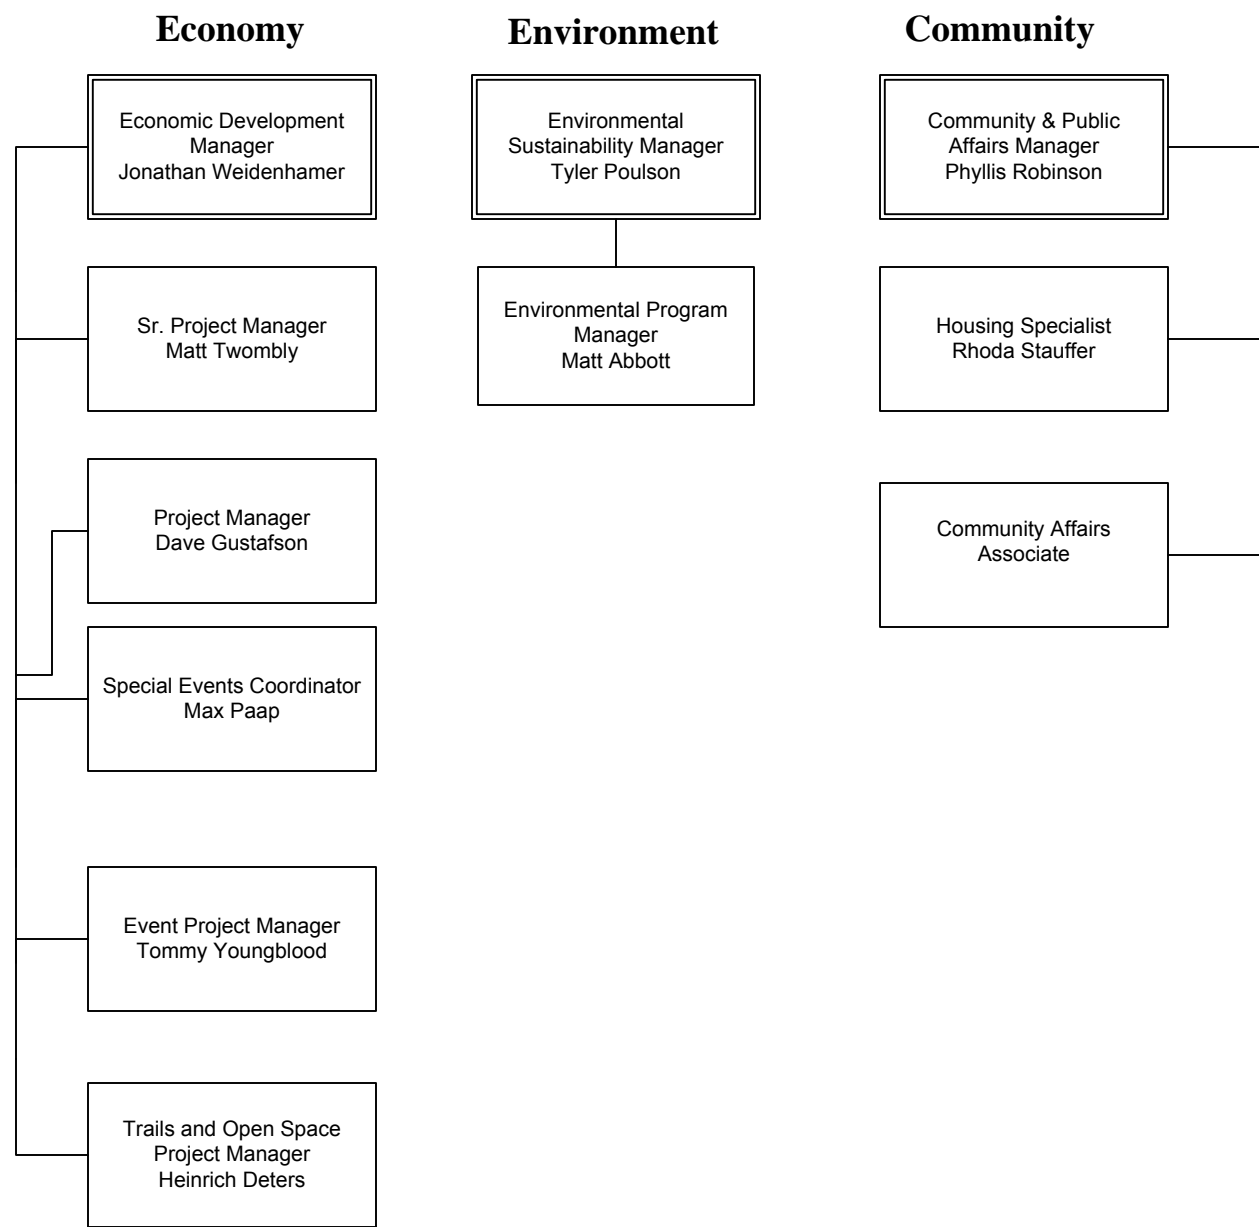 Economy
Environment
Community
Economic Development
Manager
Jonathan Weidenhamer
Environmental
Sustainability Manager
Tyler Poulson
Community & Public
Affairs Manager
Phyllis Robinson
Sr. Project Manager
Matt Twombly
Environmental Program
Manager
Matt Abbott
Housing Specialist
Rhoda Stauffer
Project Manager
Dave Gustafson
Community Affairs
Associate
Special Events Coordinator
Max Paap
Event Project Manager
Tommy Youngblood
Trails and Open Space
Project Manager
Heinrich Deters